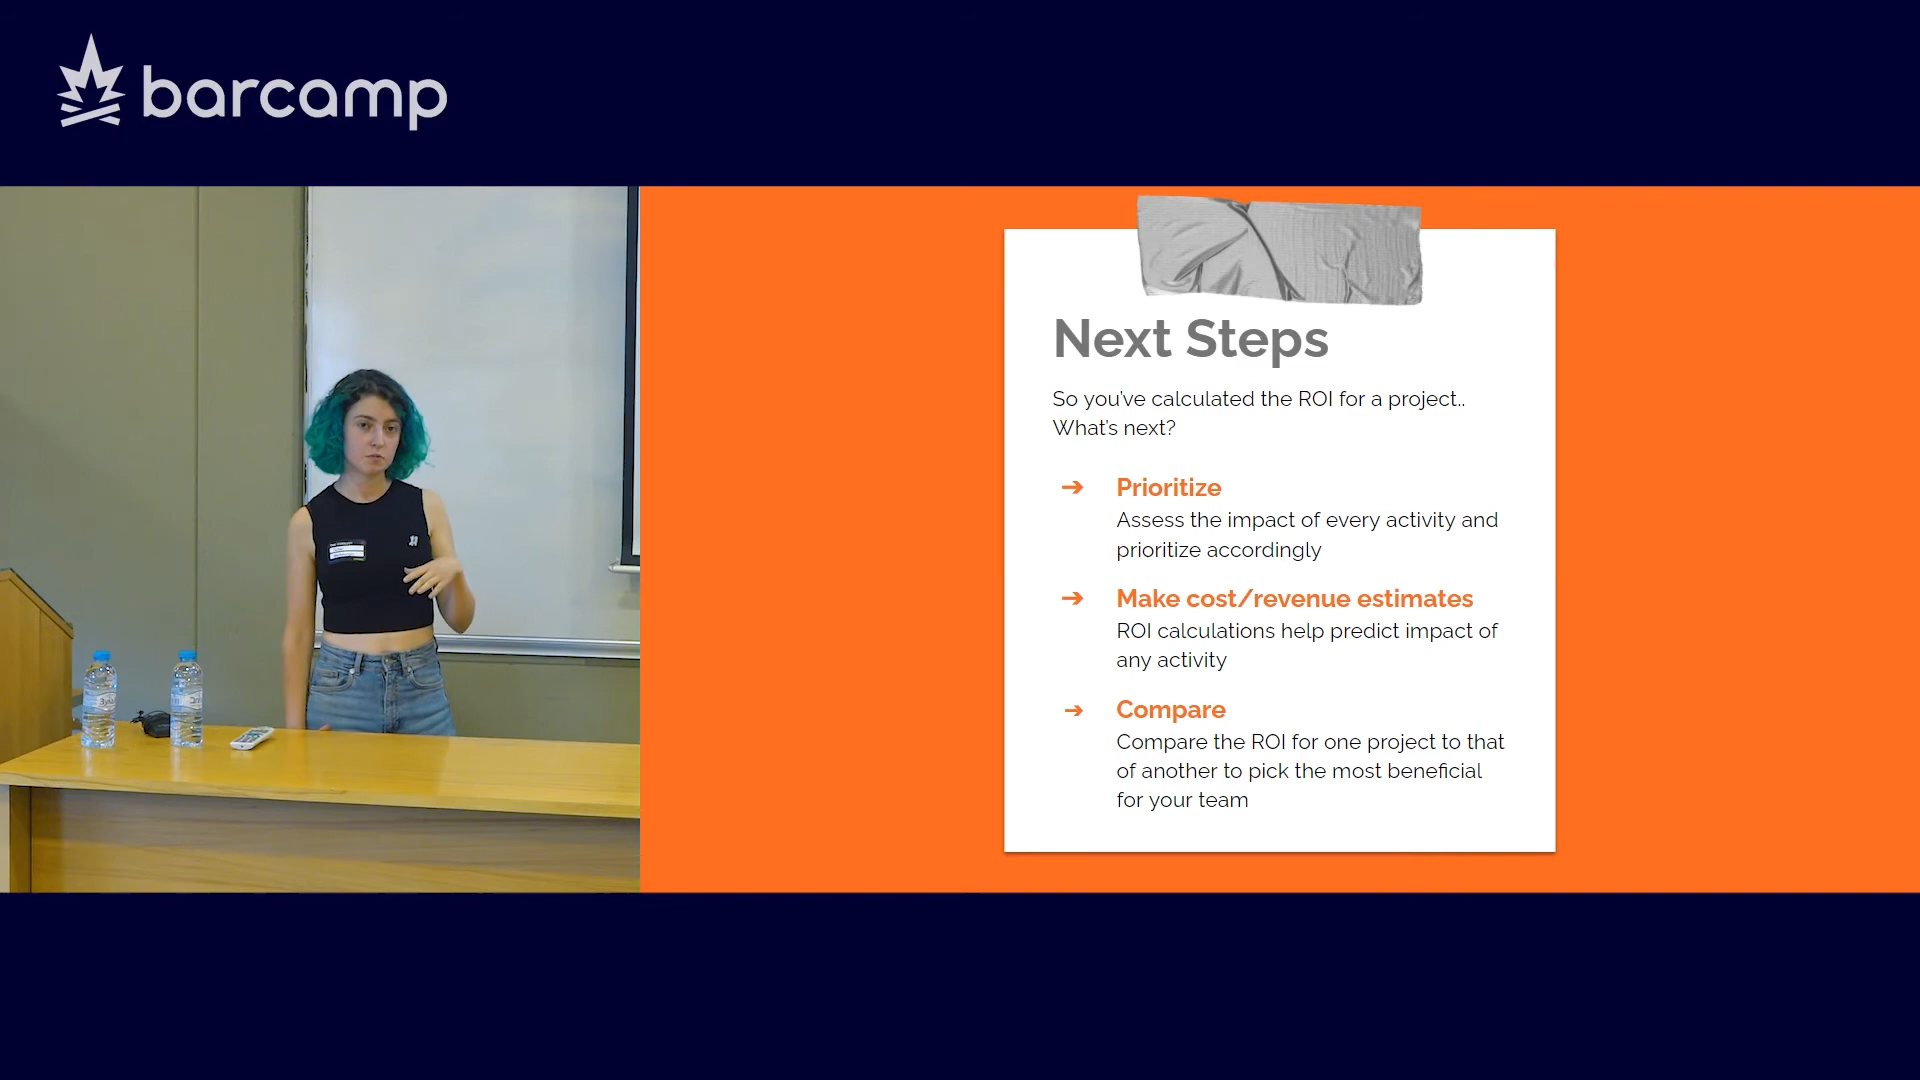 barcamp
Next Steps
So you've calculated the ROI for a project..
What's next?
➔ Prioritize
Assess the impact of every activity and
prioritize accordingly
➔ Make cost/revenue estimates
ROI calculations help predict impact of
any activity
➔ Compare
Compare the ROI for one project to that
of another to pick the most beneficial
for your team